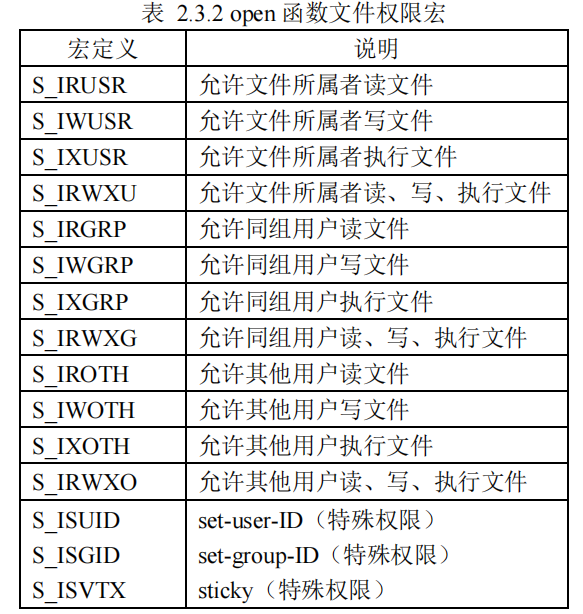 表 2.3.2 open 函数文件权限宏
宏定义 说明
S_IRUSR 允许文件所属者读文件
S_IWUSR 允许文件所属者写文件
S_IXUSR 允许文件所属者执行文件
S_IRWXU 允许文件所属者读、写、执行文件
S_IRGRP 允许同组用户读文件
S_IWGRP 允许同组用户写文件
S_IXGRP 允许同组用户执行文件
S_IRWXG 允许同组用户读、写、执行文件
S_IROTH 允许其他用户读文件
S_IWOTH 允许其他用户写文件
S_IXOTH 允许其他用户执行文件
S_IRWXO 允许其他用户读、写、执行文件
S_ISUID set-user-ID（特殊权限）
S_ISGID set-group-ID（特殊权限）
S_ISVTX sticky（特殊权限）